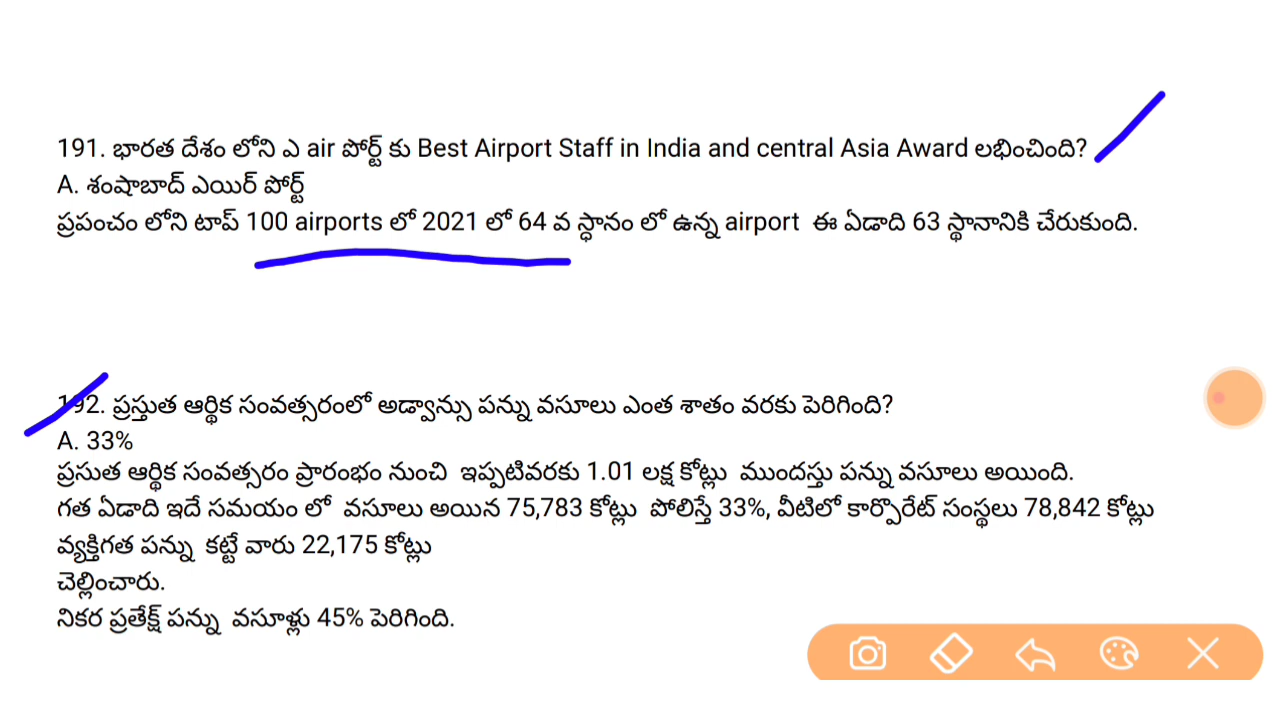 191. భారత దేశం లోని ఎ air పోర్ట్ కు Best Airport Staff in India and central Asia Award లభించింది?
A. శంషాబాద్ ఎయిర్ పోర్ట్
ప్రపంచం లోని టాప్ 100 airports లో 2021 లో 64 వ స్థానం లో ఉన్న airport ఈ ఏడాది 63 స్థానానికి చేరుకుంది.
192. ప్రస్తుత ఆర్థిక సంవత్సరంలో అడ్వాన్సు పన్ను వసూలు ఎంత శాతం వరకు పెరిగింది?
A. 33%
ప్రసుత ఆర్థిక సంవత్సరం ప్రారంభం నుంచి ఇప్పటివరకు 1.01 లక్ష కోట్లు ముందస్తు పన్ను వసూలు అయింది.
గత ఏడాది ఇదే సమయం లో వసూలు అయిన 75,783 కోట్లు పోలిస్తే 33%, వీటిలో కార్పొరేట్ సంస్థలు 78,842 కోట్లు
వ్యక్తిగత పన్ను కట్టే వారు 22,175 కోట్లు
చెల్లించారు.
నికర ప్రతేక్ష్ పన్ను వసూళ్లు 45% పెరిగింది.